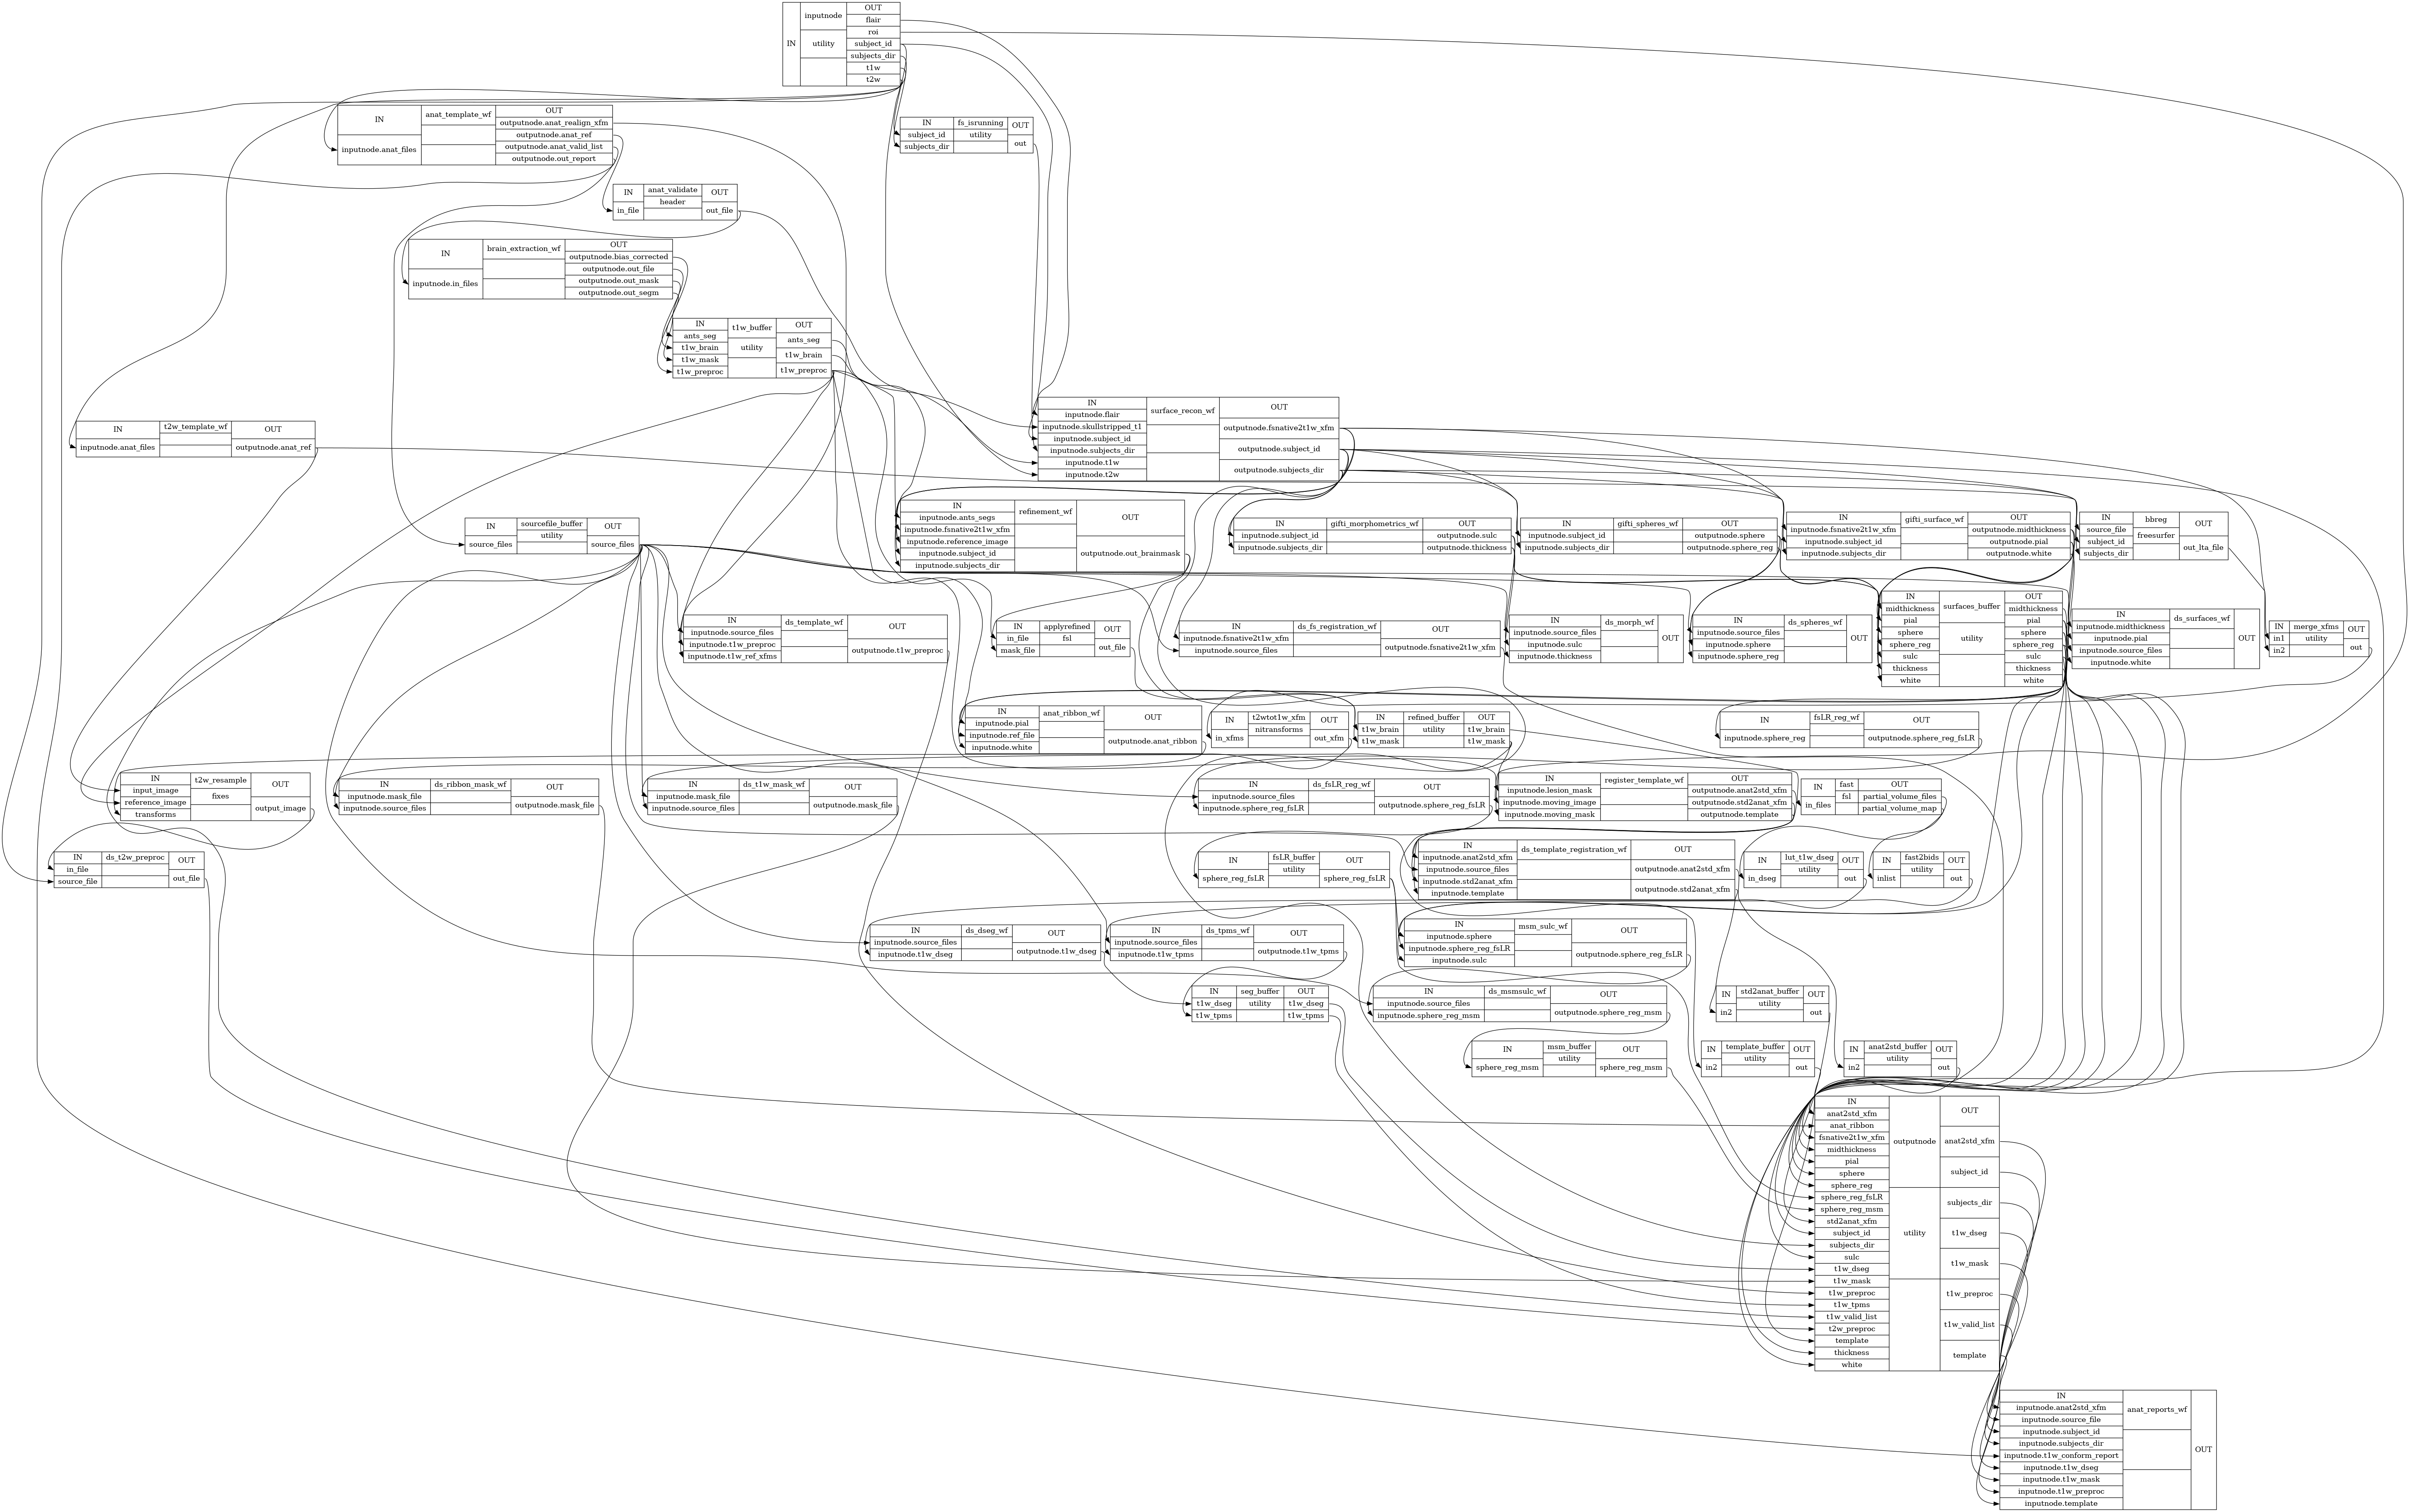 IN
inputnode
utility
OUT
flair
roi
subject_id
subjects_dir
t1w
t2w
IN
inputnode.anat_files
anat_template_wf
OUT
outputnode.anat_realign_xfm
outputnode.anat_ref
outputnode.anat_valid_list
outputnode.out_report
IN
subject_id
subjects_dir
fs_isrunning
utility
OUT
out
IN
in_file
anat_validate
header
OUT
out_file
IN
inputnode.in_files
brain_extraction_wf
OUT
outputnode.bias_corrected
outputnode.out_file
outputnode.out_mask
outputnode.out_segm
IN
ants_seg
t1w_brain
t1w_mask
t1w_preproc
t1w_buffer
utility
OUT
ants_seg
t1w_brain
t1w_preproc
IN
inputnode.flair
inputnode.skullstripped_t1
inputnode.subject_id
inputnode.subjects_dir
inputnode.t1w
inputnode.t2w
surface_recon_wf
OUT
outputnode.fsnative2t1w_xfm
outputnode.subject_id
outputnode.subjects_dir
IN
inputnode.anat_files
t2w_template_wf
OUT
outputnode.anat_ref
IN
source_files
sourcefile_buffer
utility
OUT
source_files
IN
inputnode.ants_segs
inputnode.fsnative2t1w_xfm
inputnode.reference_image
inputnode.subject_id
inputnode.subjects_dir
refinement_wf
OUT
outputnode.out_brainmask
IN
inputnode.subject_id
inputnode.subjects_dir
gifti_morphometrics_wf
OUT
outputnode.sulc
outputnode.thickness
IN
inputnode.subject_id
inputnode.subjects_dir
gifti_spheres_wf
OUT
outputnode.sphere
outputnode.sphere_reg
IN
inputnode.fsnative2t1w_xfm
inputnode.subject_id
inputnode.subjects_dir
gifti_surface_wf
OUT
outputnode.midthickness
outputnode.pial
outputnode.white
IN
source_file
subject_id
subjects_dir
bbreg
freesurfer
OUT
out_lta_file
IN
inputnode.source_files
inputnode.t1w_preproc
inputnode.t1w_ref_xfms
ds_template_wf
OUT
outputnode.t1w_preproc
IN
in_file
mask_file
applyrefined
fsl
OUT
out_file
IN
inputnode.fsnative2t1w_xfm
inputnode.source_files
ds_fs_registration_wf
OUT
outputnode.fsnative2t1w_xfm
IN
inputnode.source_files
inputnode.sulc
inputnode.thickness
ds_morph_wf
OUT
IN
inputnode.source_files
inputnode.sphere
inputnode.sphere_reg
ds_spheres_wf
OUT
IN
midthickness
pial
sphere
sphere_reg
sulc
thickness
white
surfaces_buffer
utility
OUT
midthickness
pial
sphere
sphere_reg
sulc
thickness
white
IN
inputnode.midthickness
inputnode.pial
inputnode.source_files
inputnode.white
ds_surfaces_wf
OUT
IN
in1
in2
merge_xfms
utility
OUT
out
IN
inputnode.pial
inputnode.ref_file
inputnode.white
anat_ribbon_wf
OUT
outputnode.anat_ribbon
IN
in_xfms
t2wtot1w_xfm
nitransforms
OUT
out_xfm
IN
t1w_brain
t1w_mask
refined_buffer
utility
OUT
t1w_brain
t1w_mask
IN
inputnode.sphere_reg
fsLR_reg_wf
OUT
outputnode.sphere_reg_fsLR
IN
input_image
reference_image
transforms
t2w_resample
fixes
OUT
output_image
IN
inputnode.mask_file
inputnode.source_files
ds_ribbon_mask_wf
OUT
outputnode.mask_file
IN
inputnode.mask_file
inputnode.source_files
ds_t1w_mask_wf
OUT
outputnode.mask_file
IN
inputnode.source_files
inputnode.sphere_reg_fsLR
ds_fsLR_reg_wf
OUT
outputnode.sphere_reg_fsLR
IN
inputnode.lesion_mask
inputnode.moving_image
inputnode.moving_mask
register_template_wf
OUT
outputnode.anat2std_xfm
outputnode.std2anat_xfm
outputnode.template
IN
in_files
fast
fsl
OUT
partial_volume_files
partial_volume_map
IN
in_file
source_file
ds_t2w_preproc
OUT
out_file
IN
sphere_reg_fsLR
fsLR_buffer
utility
OUT
sphere_reg_fsLR
IN
inputnode.anat2std_xfm
inputnode.source_files
inputnode.std2anat_xfm
inputnode.template
ds_template_registration_wf
OUT
outputnode.anat2std_xfm
outputnode.std2anat_xfm
IN
in_dseg
lut_t1w_dseg
utility
OUT
out
IN
inlist
fast2bids
utility
OUT
out
IN
inputnode.source_files
inputnode.t1w_dseg
ds_dseg_wf
OUT
outputnode.t1w_dseg
IN
inputnode.source_files
inputnode.t1w_tpms
ds_tpms_wf
OUT
outputnode.t1w_tpms
IN
inputnode.sphere
inputnode.sphere_reg_fsLR
inputnode.sulc
msm_sulc_wf
OUT
outputnode.sphere_reg_fsLR
IN
t1w_dseg
t1w_tpms
seg_buffer
utility
OUT
t1w_dseg
t1w_tpms
IN
inputnode.source_files
inputnode.sphere_reg_msm
ds_msmsulc_wf
OUT
outputnode.sphere_reg_msm
IN
in2
std2anat_buffer
utility
OUT
out
IN
sphere_reg_msm
msm_buffer
utility
OUT
sphere_reg_msm
IN
in2
template_buffer
utility
OUT
out
IN
in2
anat2std_buffer
utility
OUT
out
IN
anat2std_xfm
anat_ribbon
fsnative2t1w_xfm
midthickness
pial
sphere
sphere_reg
sphere_reg_fsLR
sphere_reg_msm
std2anat_xfm
subject_id
subjects_dir
sulc
t1w_dseg
t1w_mask
t1w_preproc
t1w_tpms
t1w_valid_list
t2w_preproc
template
thickness
white
outputnode
utility
OUT
anat2std_xfm
subject_id
subjects_dir
t1w_dseg
t1w_mask
t1w_preproc
t1w_valid_list
template
IN
inputnode.anat2std_xfm
inputnode.source_file
inputnode.subject_id
inputnode.subjects_dir
inputnode.t1w_conform_report
inputnode.t1w_dseg
inputnode.t1w_mask
inputnode.t1w_preproc
inputnode.template
anat_reports_wf
OUT